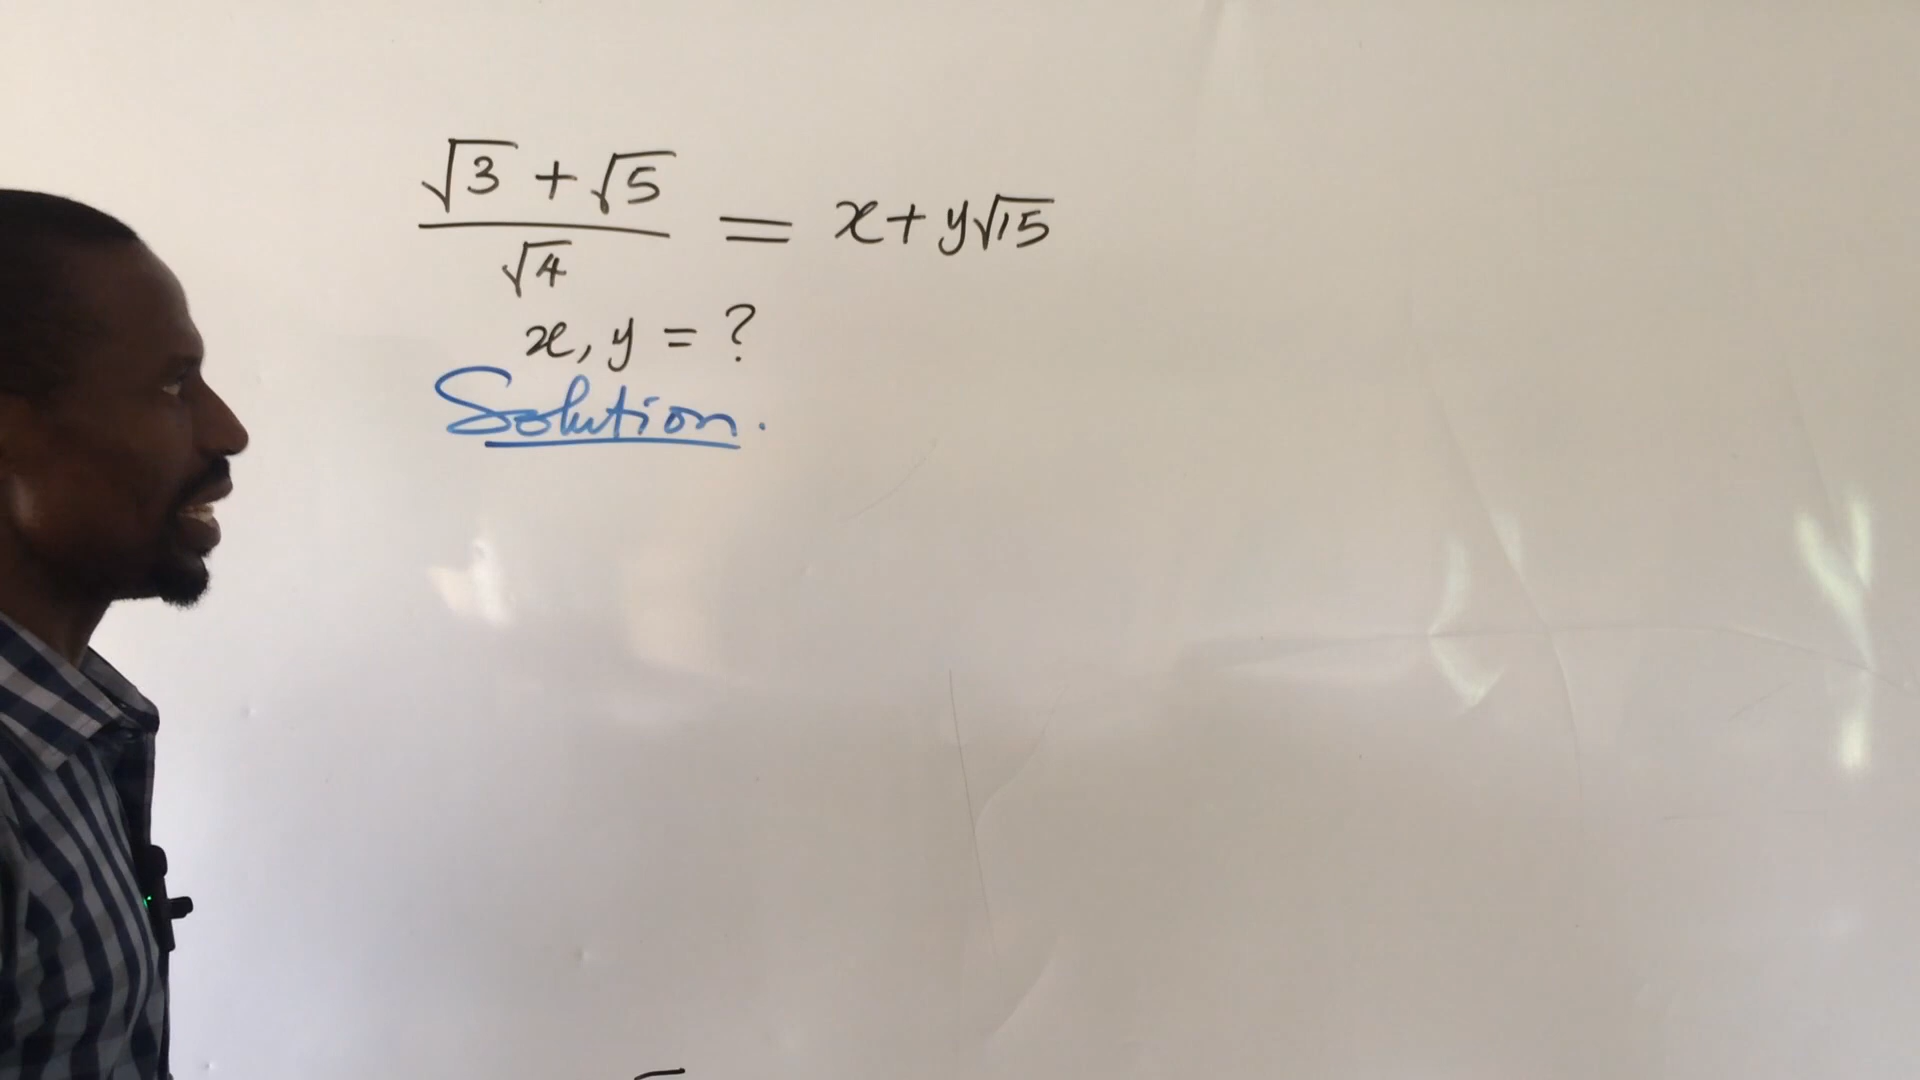 (√3 + √5)/√4 = x + y√15
x, y = ?
Solution.